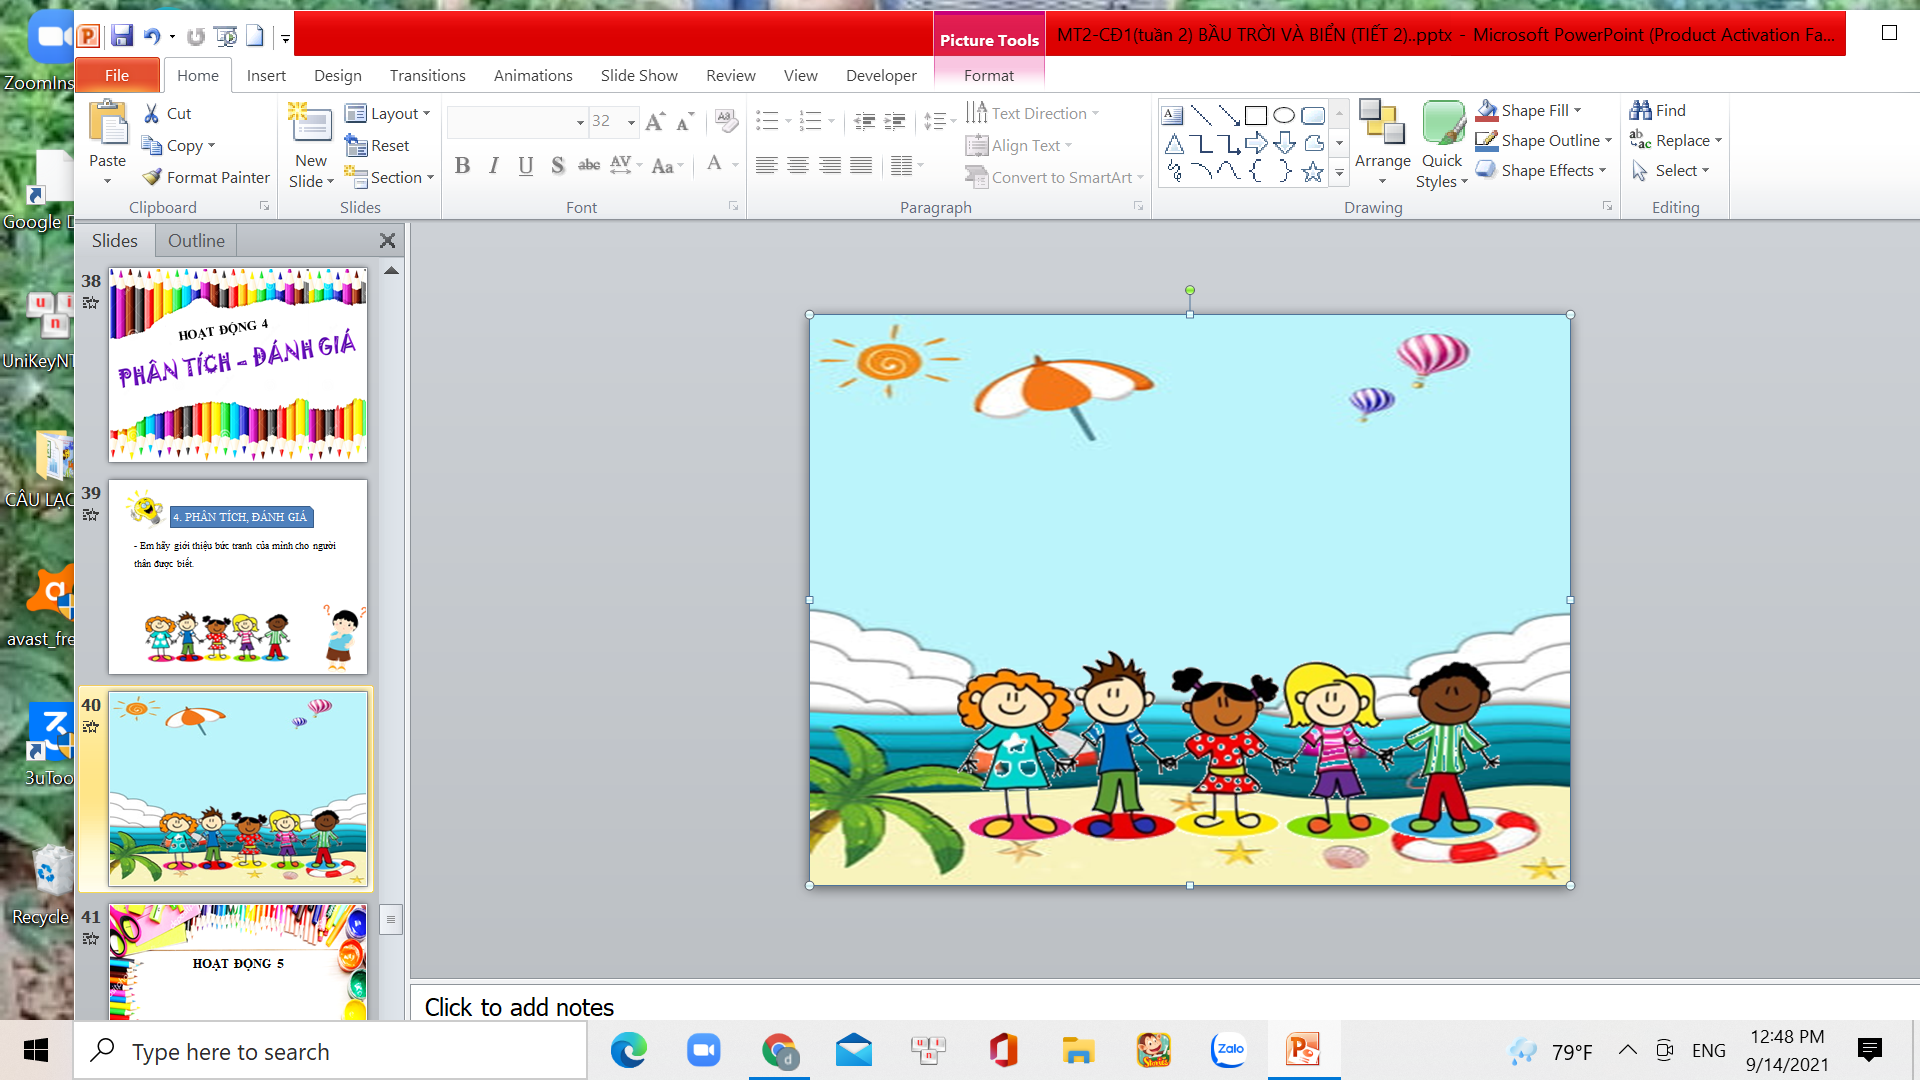 Picture Tools
MT2-CĐ1(tuần 2) BẦU TRỜI VÀ BIỂN (TIẾT 2)..pptx - Microsoft PowerPoint (Product Activation Fa...
File Home Insert Design Transitions Animations Slide Show Review View Developer Format
Paste
Cut
Copy
Format Painter
Clipboard
New
Slide
Layout
Reset
Section
Slides
32
B I U S abc AV Aa A
Font
Text Direction
Align Text
Convert to SmartArt
Paragraph
Arrange
Quick
Styles
Shape Fill
Shape Outline
Shape Effects
Drawing
Find
Replace
Select
Editing
Slides Outline
38
HOẠT ĐỘNG 4
PHÂN TÍCH - ĐÁNH GIÁ
39
4. PHÂN TÍCH, ĐÁNH GIÁ
- Em hãy giới thiệu bức tranh của mình cho người
thân được biết.
40
41
HOẠT ĐỘNG 5
Click to add notes
ZoomIns
Google D
UniKeyNT
CÂU LẠC
avast_fre
3uToo
Recycle
Type here to search
Zalo
79°F
ENG
12:48 PM
9/14/2021